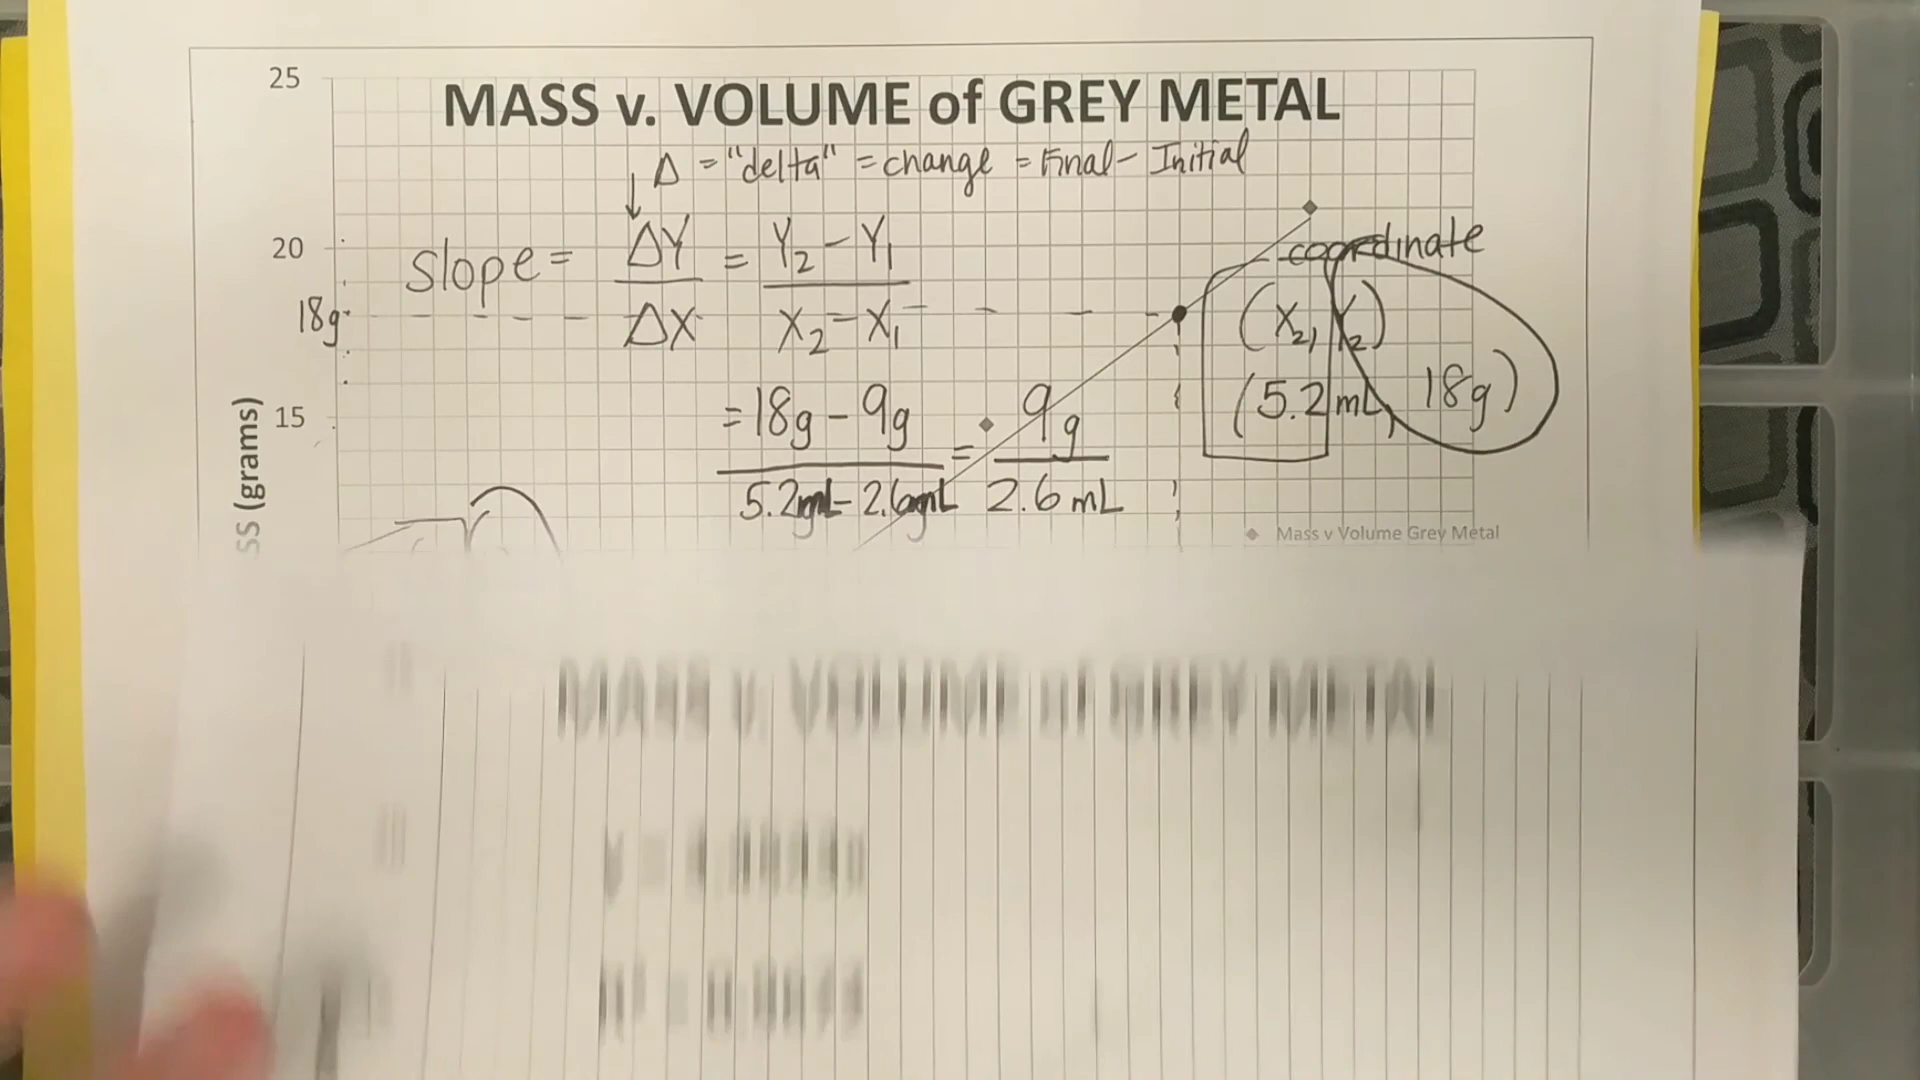 25
MASS v. VOLUME of GREY METAL
Δ = "delta" = change = Final - Initial
20
Slope = ΔY / ΔX = Y₂ - Y₁ / X₂ - X₁
coordinate
18g
(X₂, Y₂)
(5.2 mL, 18g)
15
= 18g - 9g / 5.2mL - 2.6mL = 9g / 2.6 mL
(grams)
Mass v Volume Grey Metal